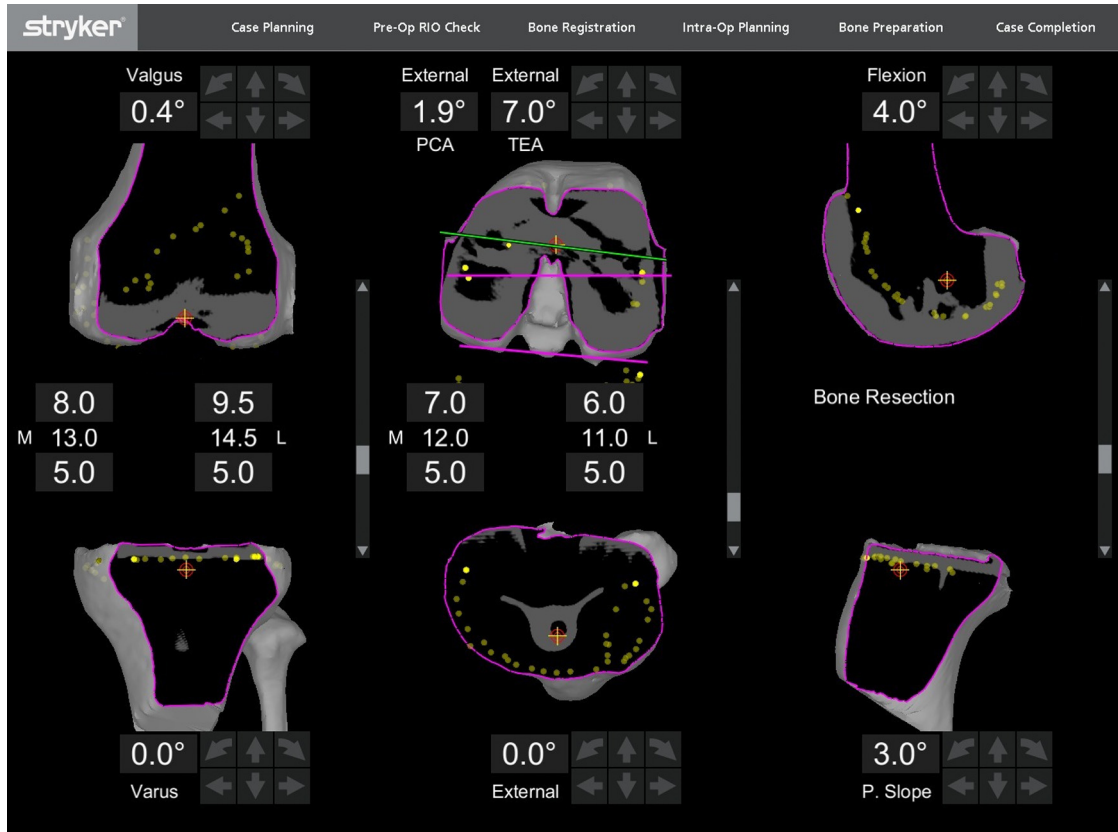 stryker® Case Planning Pre-Op RIO Check Bone Registration Intra-Op Planning Bone Preparation Case Completion
Valgus External External Flexion
0.4° 1.9° 7.0° 4.0°
PCA TEA
Bone Resection
8.0 9.5 7.0 6.0
M 13.0 14.5 L M 12.0 11.0 L
5.0 5.0 5.0 5.0
0.0° 0.0° 3.0°
Varus External P. Slope